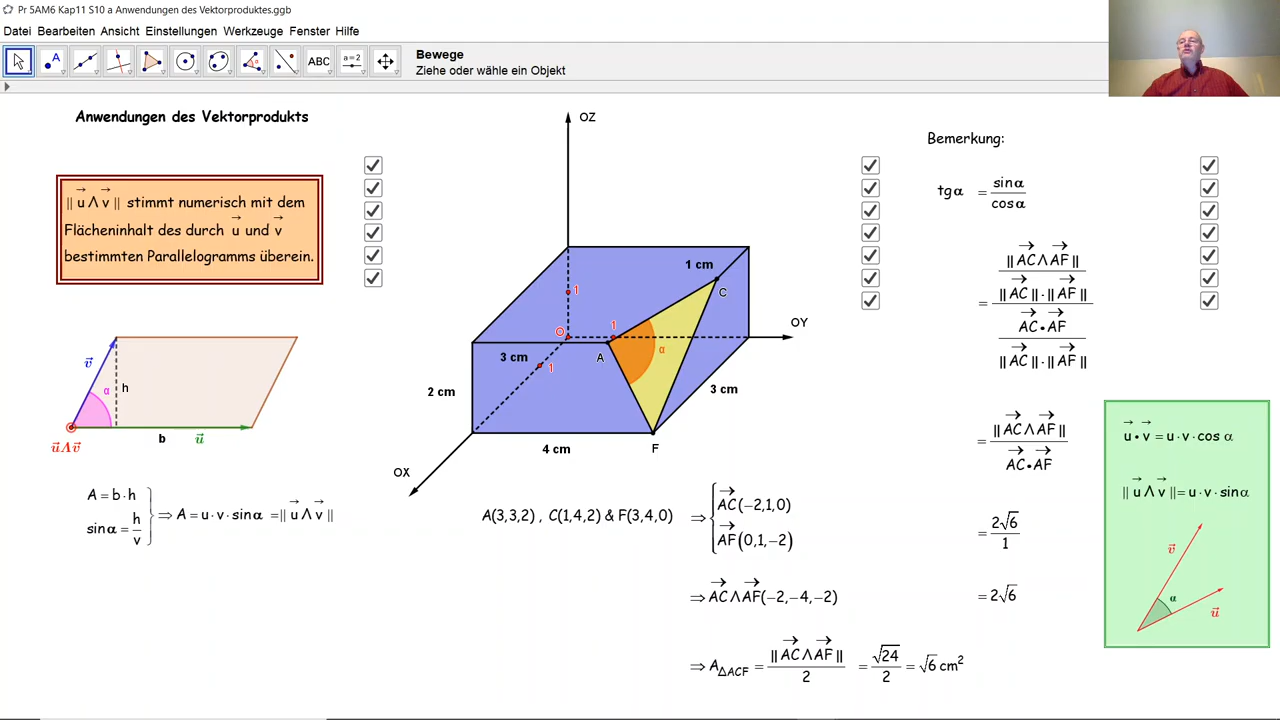 Pr 5AM6 Kap11 S10 a Anwendungen des Vektorproduktes.ggb
Datei Bearbeiten Ansicht Einstellungen Werkzeuge Fenster Hilfe
A ABC a=2
Bewege
Ziehe oder wähle ein Objekt
Anwendungen des Vektorprodukts
|| u⃗ ∧ v⃗ || stimmt numerisch mit dem
Flächeninhalt des durch u⃗ und v⃗
bestimmten Parallelogramms überein.
v⃗
α
h
b
u⃗
u⃗Λv⃗
A = b·h
sinα = h/v
⇒ A = u·v·sinα = || u⃗ ∧ v⃗ ||
OZ
OY
OX
O
1
1
1
1 cm
C
A
α
3 cm
2 cm
3 cm
4 cm
F
A(3,3,2) , C(1,4,2) & F(3,4,0) ⇒ { AC⃗(−2,1,0)
AF⃗(0,1,−2)
⇒ AC⃗ ∧ AF⃗(−2,−4,−2)
⇒ A△ACF = || AC⃗ ∧ AF⃗ || / 2 = √24 / 2 = √6 cm²
Bemerkung:
tgα = sinα / cosα
= (|| AC⃗ ∧ AF⃗ || / || AC⃗ ||·|| AF⃗ ||) / (AC⃗ • AF⃗ / || AC⃗ ||·|| AF⃗ ||)
= || AC⃗ ∧ AF⃗ || / AC⃗ • AF⃗
= 2√6 / 1
= 2√6
u⃗ • v⃗ = u·v·cos α
|| u⃗ ∧ v⃗ || = u·v·sinα
v⃗
α
u⃗